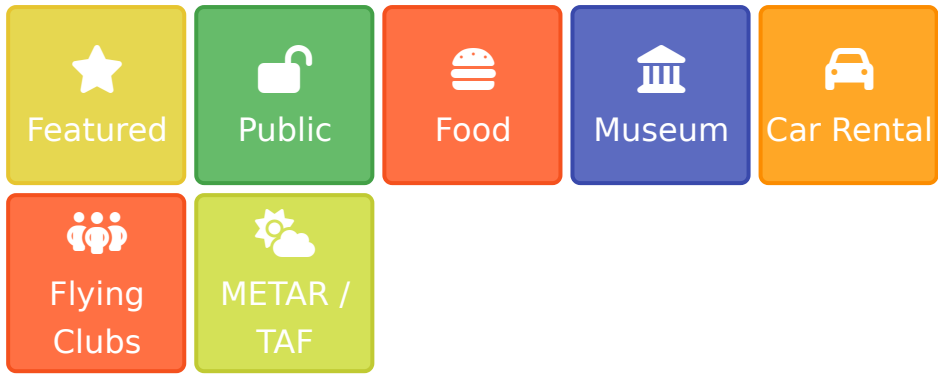 Featured
Public
Food
Museum
Car Rental
Flying
Clubs
METAR /
TAF